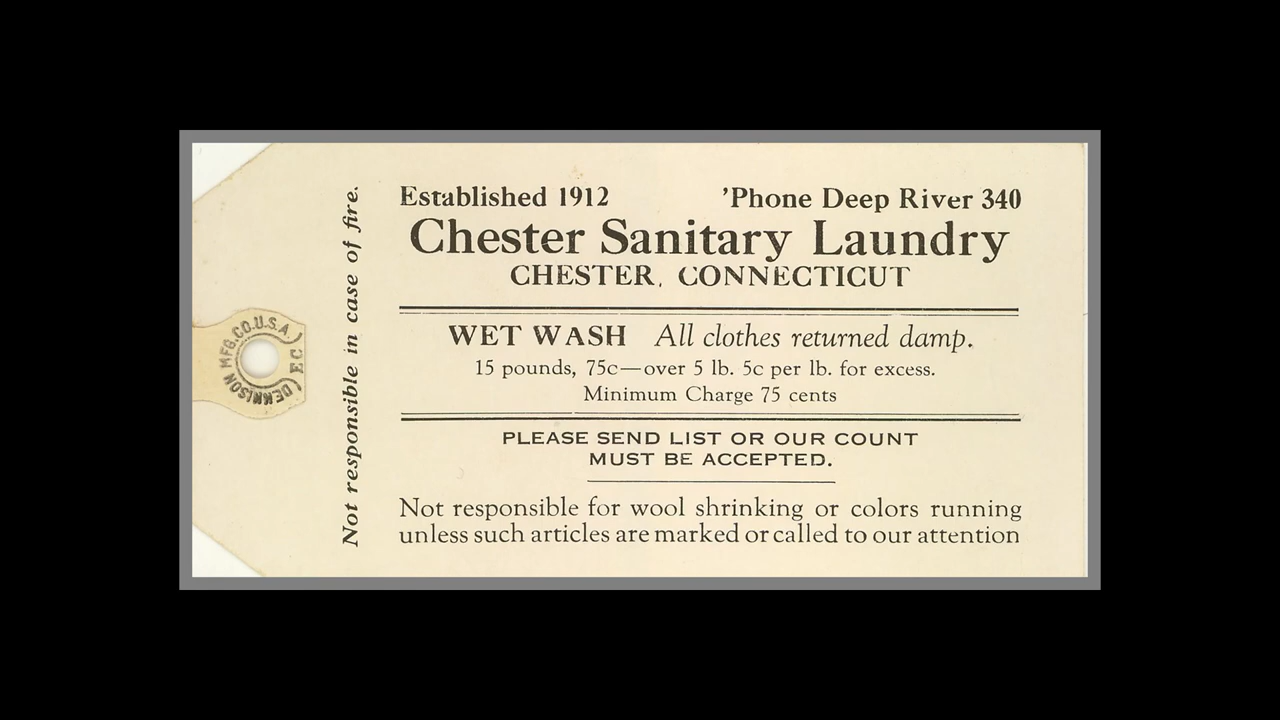 Established 1912 'Phone Deep River 340
Chester Sanitary Laundry
CHESTER, CONNECTICUT
WET WASH All clothes returned damp.
15 pounds, 75c—over 5 lb. 5c per lb. for excess.
Minimum Charge 75 cents
PLEASE SEND LIST OR OUR COUNT
MUST BE ACCEPTED.
Not responsible for wool shrinking or colors running
unless such articles are marked or called to our attention
Not responsible in case of fire.
DENNISON MFG.CO.U.S.A.
EC